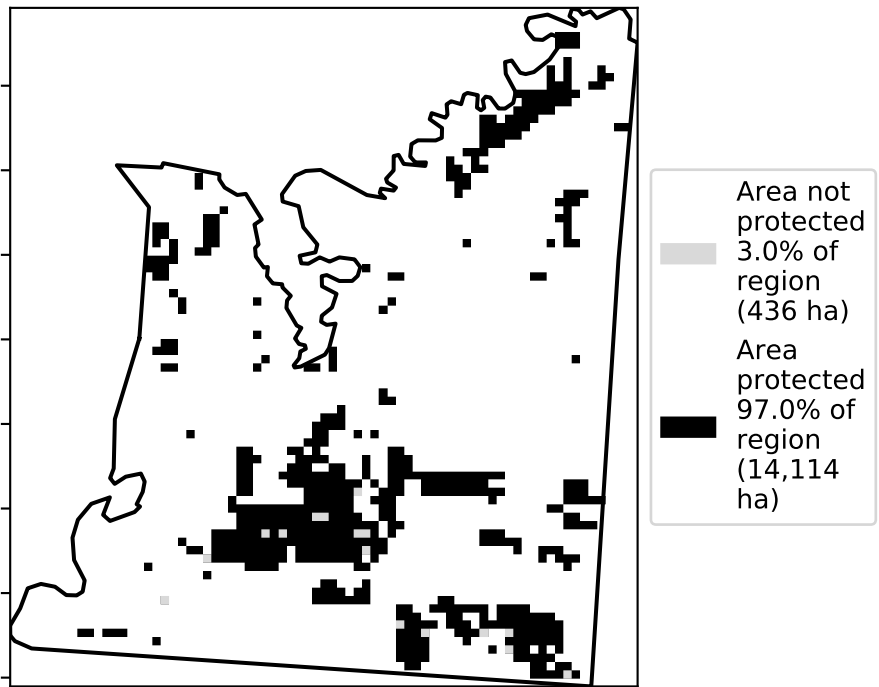 Area not
protected
3.0% of
region
(436 ha)
Area
protected
97.0% of
region
(14,114
ha)